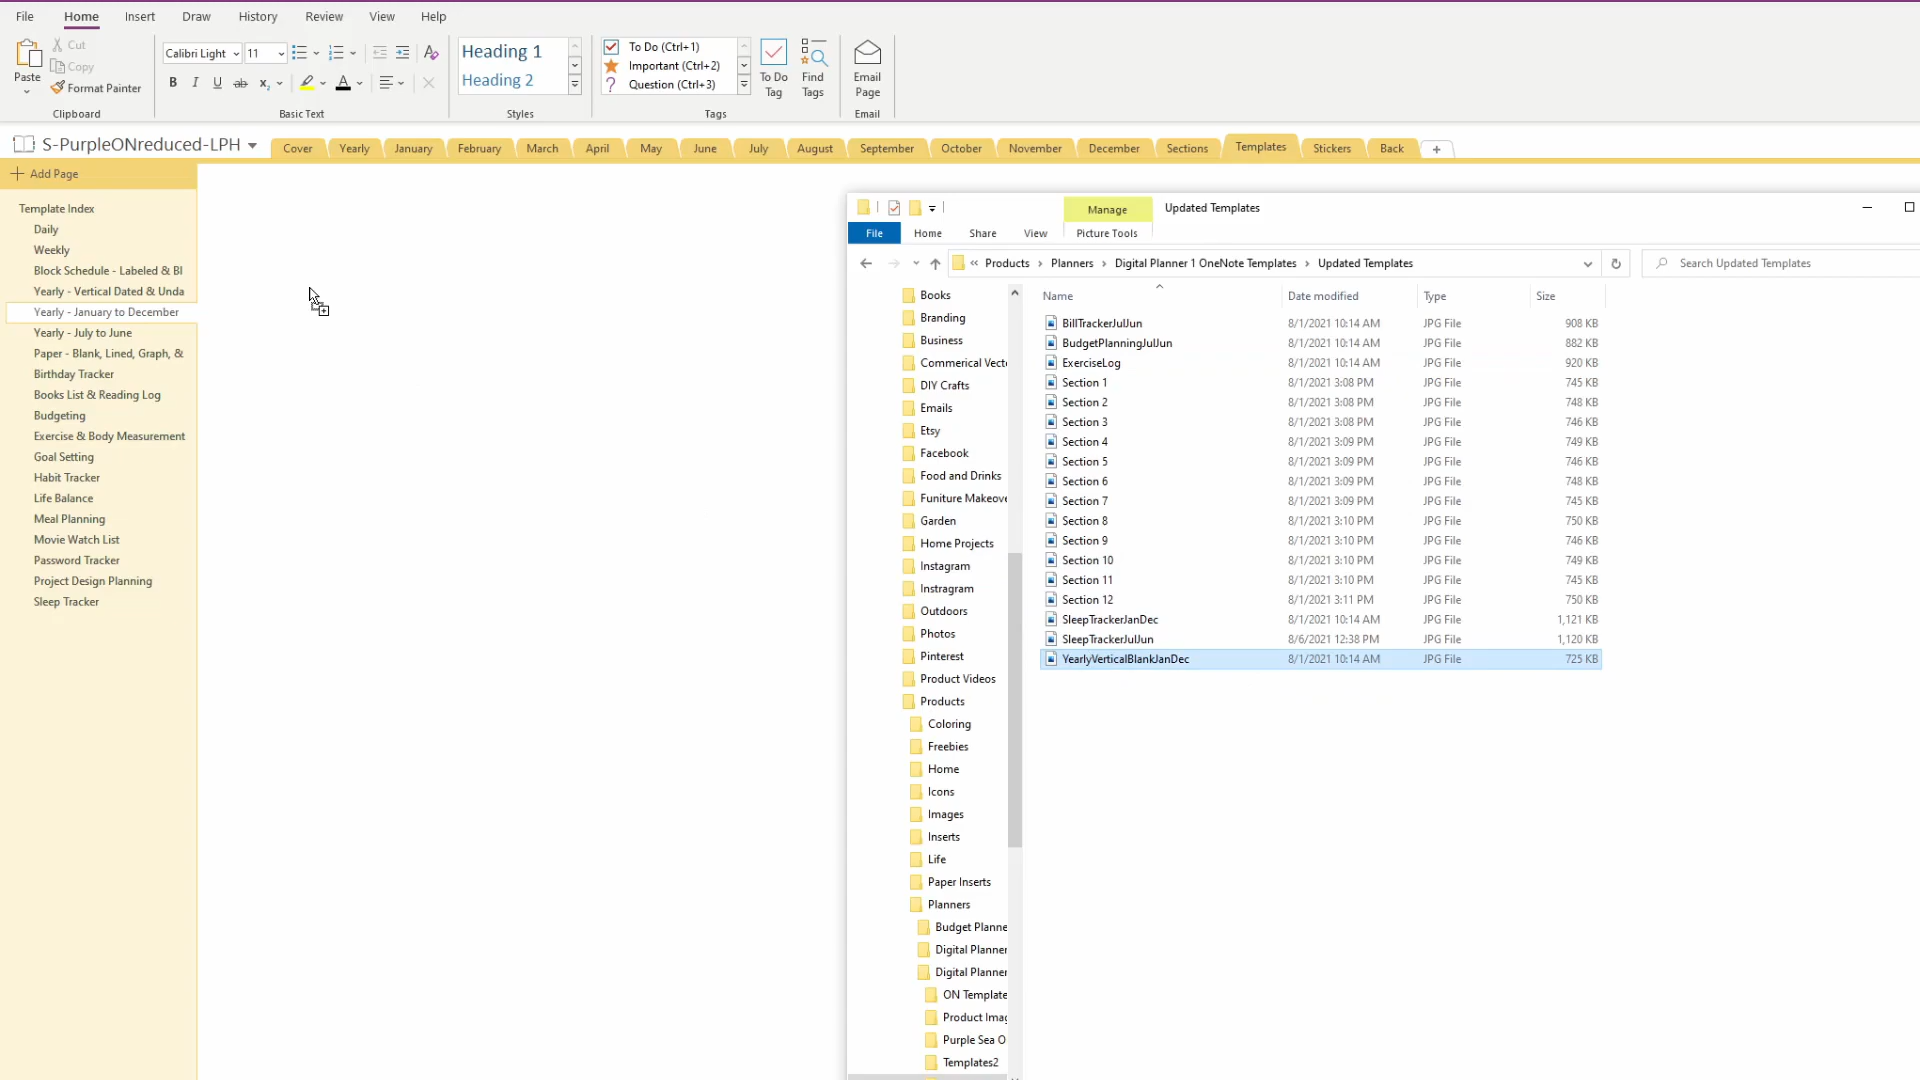 File Home Insert Draw History Review View Help
Paste
Cut
Copy
Format Painter
Clipboard
Calibri Light 11
B I U ab x₂ A
Basic Text
Heading 1
Heading 2
Styles
To Do (Ctrl+1)
Important (Ctrl+2)
? Question (Ctrl+3)
To Do Tag
Find Tags
Tags
Email Page
Email
S-PurpleONreduced-LPH
Cover Yearly January February March April May June July August September October November December Sections Templates Stickers Back +
Add Page
Template Index
Daily
Weekly
Block Schedule - Labeled & Bl
Yearly - Vertical Dated & Unda
Yearly - January to December
Yearly - July to June
Paper - Blank, Lined, Graph, &
Birthday Tracker
Books List & Reading Log
Budgeting
Exercise & Body Measurement
Goal Setting
Habit Tracker
Life Balance
Meal Planning
Movie Watch List
Password Tracker
Project Design Planning
Sleep Tracker
Manage Updated Templates
File Home Share View Picture Tools
« Products › Planners › Digital Planner 1 OneNote Templates › Updated Templates
Search Updated Templates
Books
Branding
Business
Commerical Vect
DIY Crafts
Emails
Etsy
Facebook
Food and Drinks
Funiture Makeov
Garden
Home Projects
Instagram
Instragram
Outdoors
Photos
Pinterest
Product Videos
Products
Coloring
Freebies
Home
Icons
Images
Inserts
Life
Paper Inserts
Planners
Budget Planne
Digital Planner
Digital Planner
ON Template
Product Imag
Purple Sea O
Templates2
Name Date modified Type Size
BillTrackerJulJun 8/1/2021 10:14 AM JPG File 908 KB
BudgetPlanningJulJun 8/1/2021 10:14 AM JPG File 882 KB
ExerciseLog 8/1/2021 10:14 AM JPG File 920 KB
Section 1 8/1/2021 3:08 PM JPG File 745 KB
Section 2 8/1/2021 3:08 PM JPG File 748 KB
Section 3 8/1/2021 3:08 PM JPG File 746 KB
Section 4 8/1/2021 3:09 PM JPG File 749 KB
Section 5 8/1/2021 3:09 PM JPG File 746 KB
Section 6 8/1/2021 3:09 PM JPG File 748 KB
Section 7 8/1/2021 3:09 PM JPG File 745 KB
Section 8 8/1/2021 3:10 PM JPG File 750 KB
Section 9 8/1/2021 3:10 PM JPG File 746 KB
Section 10 8/1/2021 3:10 PM JPG File 749 KB
Section 11 8/1/2021 3:10 PM JPG File 745 KB
Section 12 8/1/2021 3:11 PM JPG File 750 KB
SleepTrackerJanDec 8/1/2021 10:14 AM JPG File 1,121 KB
SleepTrackerJulJun 8/6/2021 12:38 PM JPG File 1,120 KB
YearlyVerticalBlankJanDec 8/1/2021 10:14 AM JPG File 725 KB